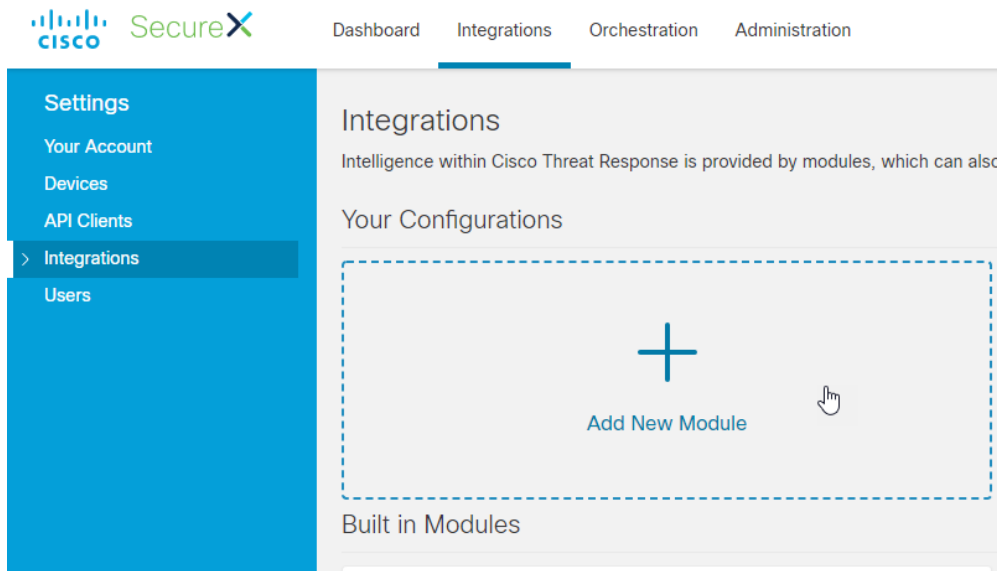 CISCO SecureX
Dashboard Integrations Orchestration Administration
Settings
Your Account
Devices
API Clients
Integrations
Users
Integrations
Intelligence within Cisco Threat Response is provided by modules, which can also
Your Configurations
Add New Module
Built in Modules